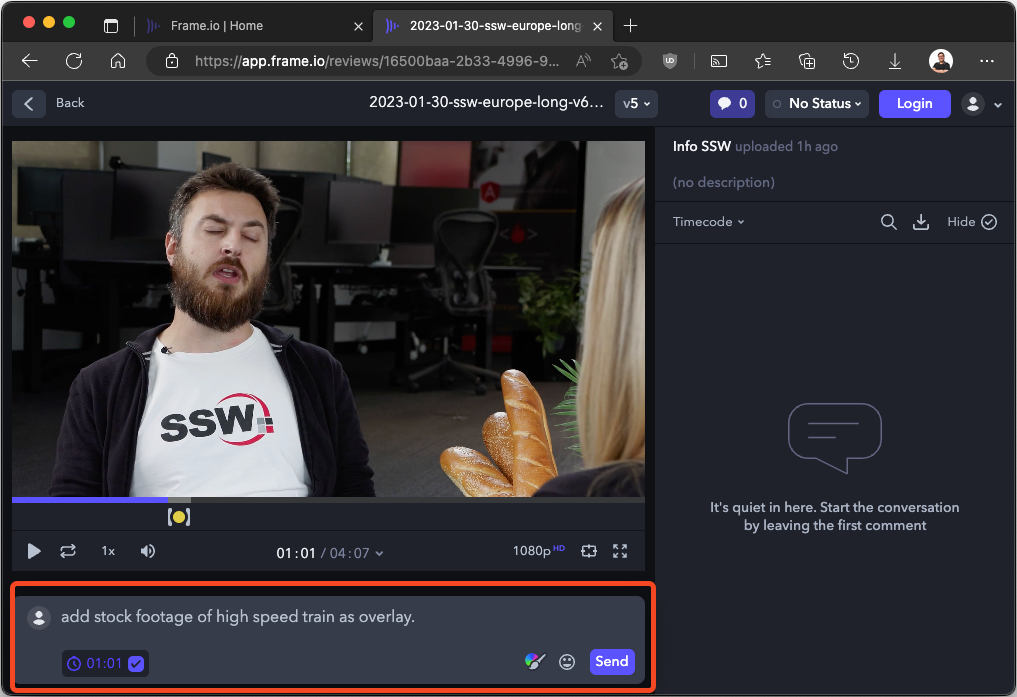 Frame.io | Home
2023-01-30-ssw-europe-long-
https://app.frame.io/reviews/16500baa-2b33-4996-9...
Back
2023-01-30-ssw-europe-long-v6...
v5
0
No Status
Login
Info SSW uploaded 1h ago
(no description)
Timecode
Hide
SSW
It's quiet in here. Start the conversation
by leaving the first comment
1x
01:01 / 04:07
1080p HD
add stock footage of high speed train as overlay.
01:01
Send